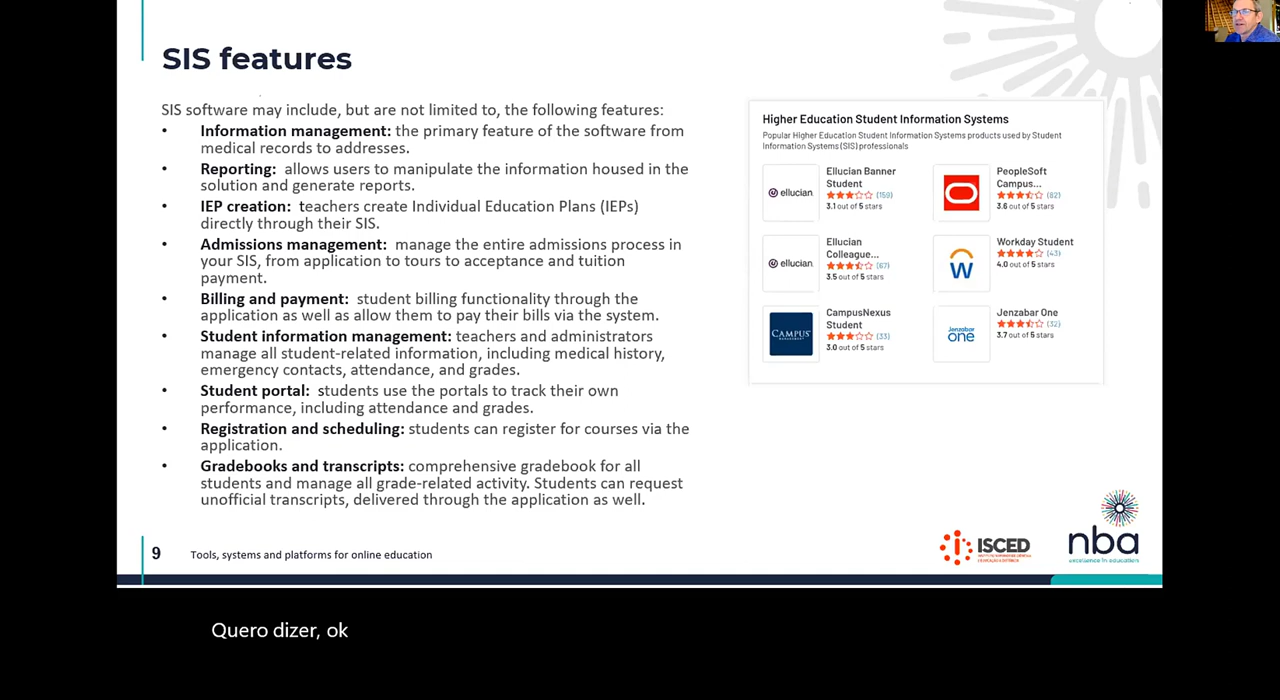 SIS features
SIS software may include, but are not limited to, the following features:
• Information management: the primary feature of the software from
medical records to addresses.
• Reporting: allows users to manipulate the information housed in the
solution and generate reports.
• IEP creation: teachers create Individual Education Plans (IEPs)
directly through their SIS.
• Admissions management: manage the entire admissions process in
your SIS, from application to tours to acceptance and tuition
payment.
• Billing and payment: student billing functionality through the
application as well as allow them to pay their bills via the system.
• Student information management: teachers and administrators
manage all student-related information, including medical history,
emergency contacts, attendance, and grades.
• Student portal: students use the portals to track their own
performance, including attendance and grades.
• Registration and scheduling: students can register for courses via the
application.
• Gradebooks and transcripts: comprehensive gradebook for all
students and manage all grade-related activity. Students can request
unofficial transcripts, delivered through the application as well.
Higher Education Student Information Systems
Popular Higher Education Student Information Systems products used by Student
Information Systems (SIS) professionals
ellucian
Ellucian Banner
Student
(159)
3.1 out of 5 stars
PeopleSoft
Campus...
(82)
3.6 out of 5 stars
ellucian
Ellucian
Colleague...
(67)
3.5 out of 5 stars
W
Workday Student
(43)
4.0 out of 5 stars
CAMPUS
CampusNexus
Student
(33)
3.0 out of 5 stars
Jenzabar
one
Jenzabar One
(32)
3.7 out of 5 stars
9
Tools, systems and platforms for online education
ISCED
nba
excellence in education
Quero dizer, ok